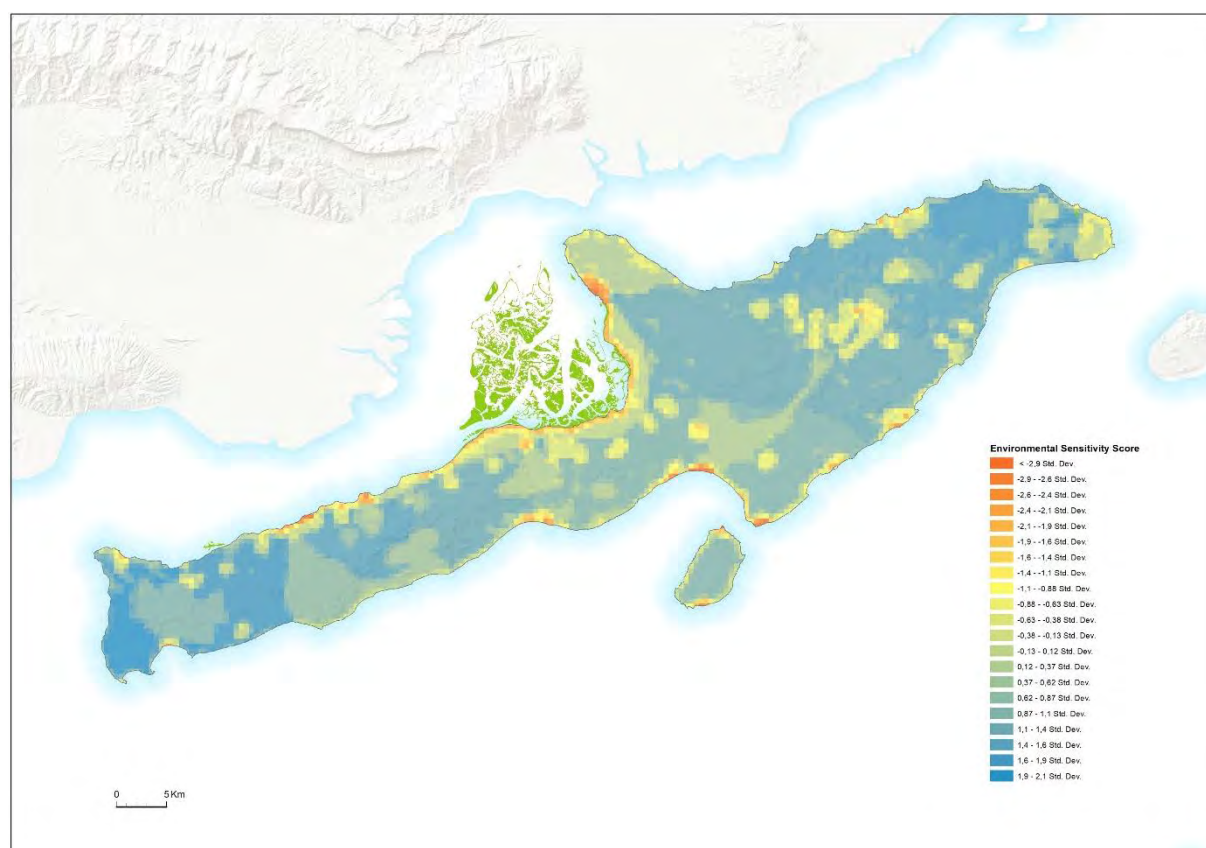 Environmental Sensitivity Score
< -2,9 Std. Dev.
-2,9 - -2,6 Std. Dev.
-2,6 - -2,4 Std. Dev.
-2,4 - -2,1 Std. Dev.
-2,1 - -1,9 Std. Dev.
-1,9 - -1,6 Std. Dev.
-1,6 - -1,4 Std. Dev.
-1,4 - -1,1 Std. Dev.
-1,1 - -0,88 Std. Dev.
-0,88 - -0,63 Std. Dev.
-0,63 - -0,38 Std. Dev.
-0,38 - -0,13 Std. Dev.
-0,13 - 0,12 Std. Dev.
0,12 - 0,37 Std. Dev.
0,37 - 0,62 Std. Dev.
0,62 - 0,87 Std. Dev.
0,87 - 1,1 Std. Dev.
1,1 - 1,4 Std. Dev.
1,4 - 1,6 Std. Dev.
1,6 - 1,9 Std. Dev.
1,9 - 2,1 Std. Dev.
0 5 Km